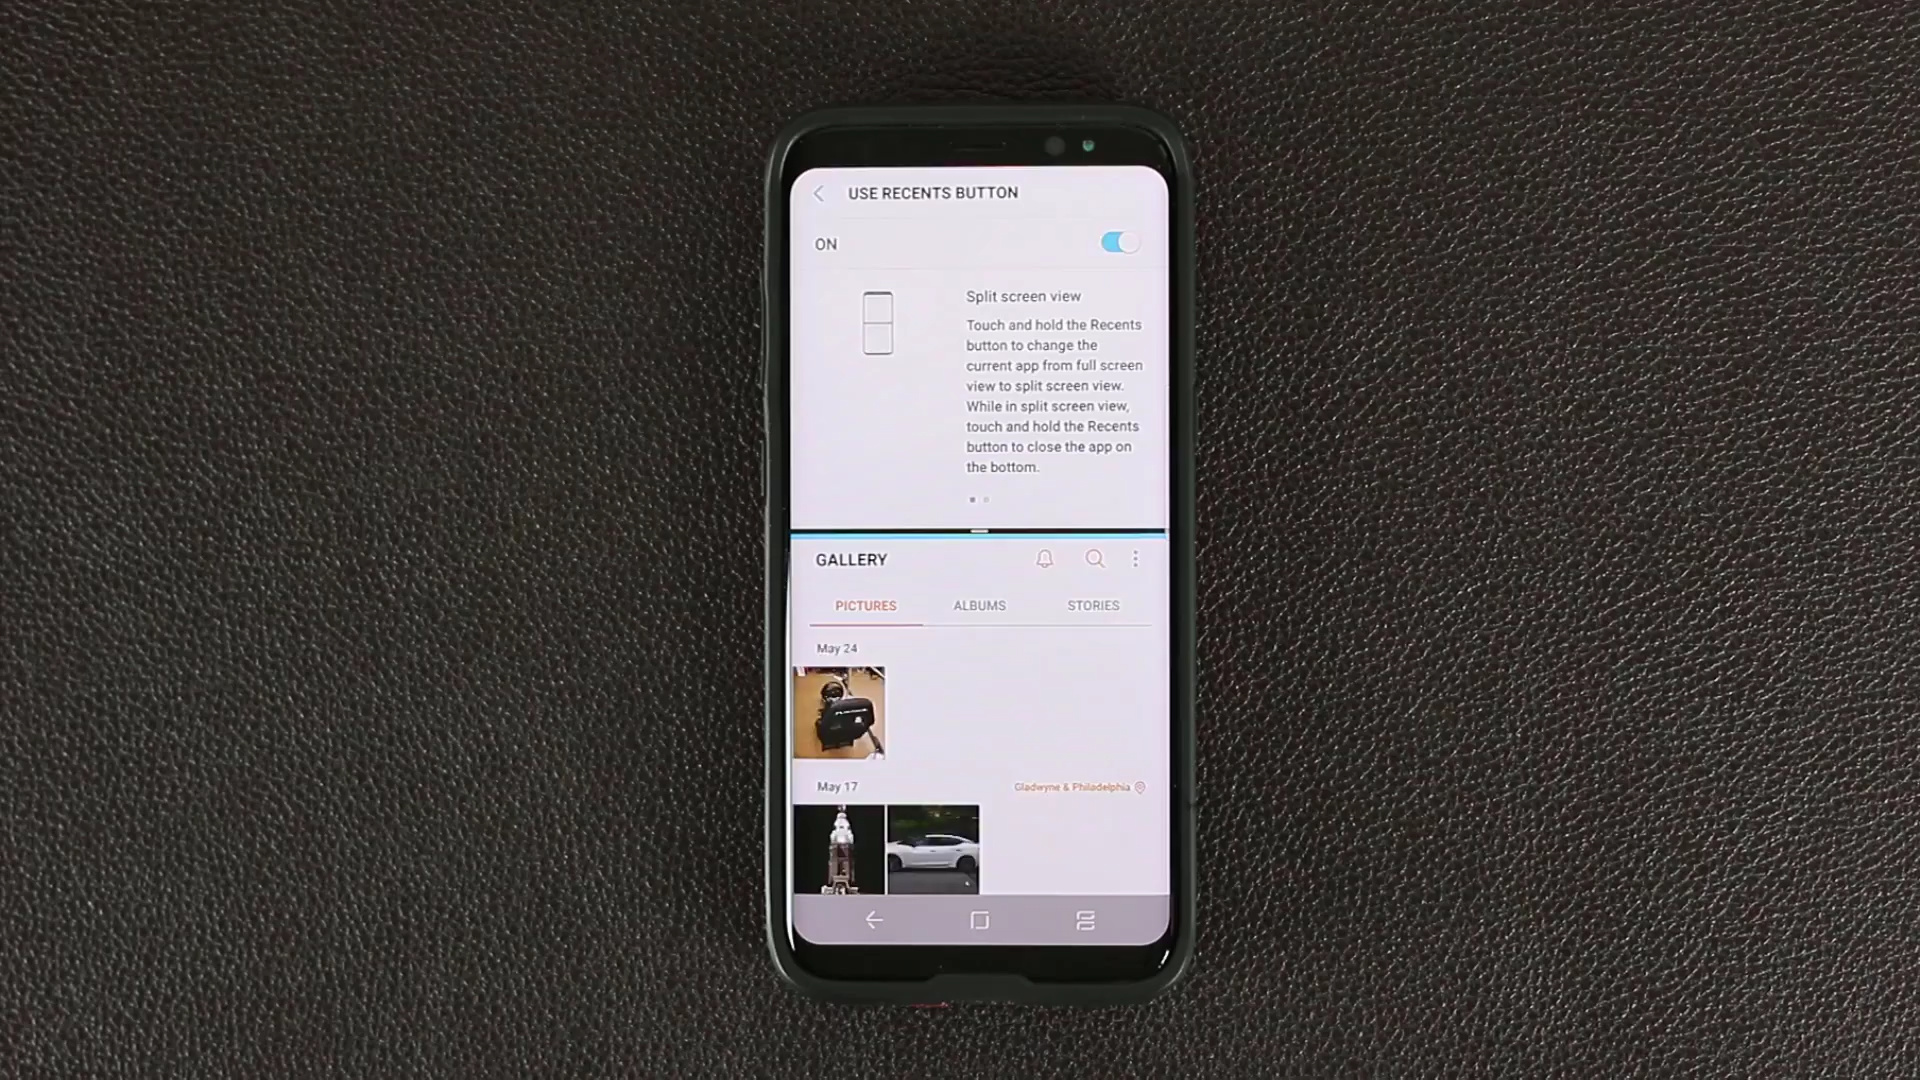 USE RECENTS BUTTON
ON
Split screen view
Touch and hold the Recents
button to change the
current app from full screen
view to split screen view.
While in split screen view,
touch and hold the Recents
button to close the app on
the bottom.
GALLERY
PICTURES
ALBUMS
STORIES
May 24
May 17
Gladwyne & Philadelphia